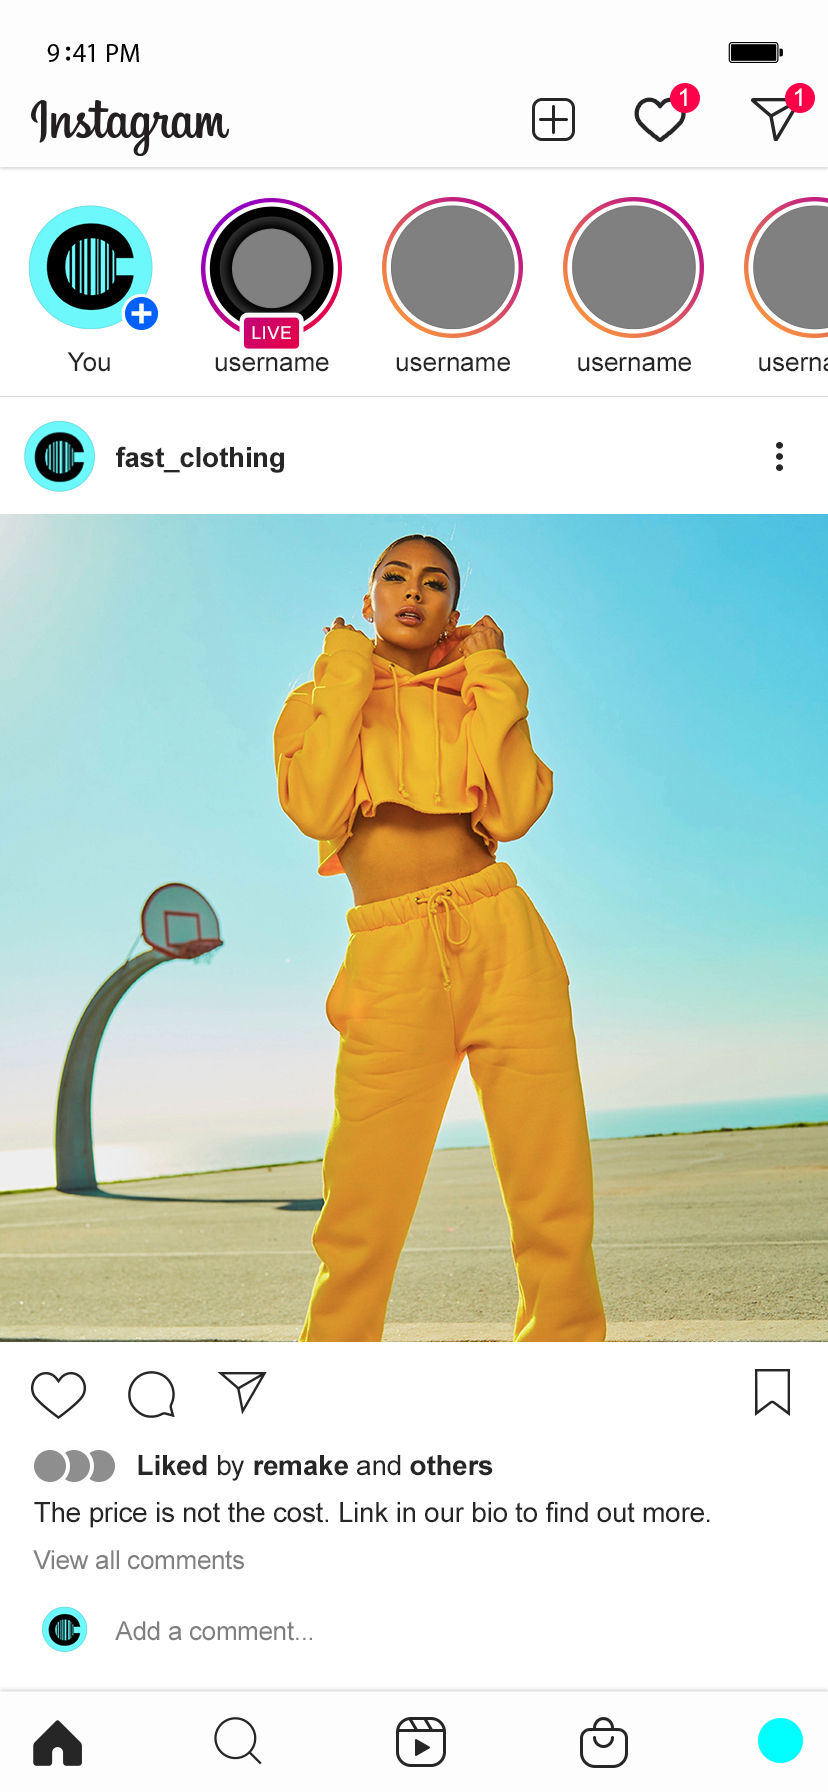 9:41 PM
Instagram
1
1
LIVE
You
username
username
username
userna
fast_clothing
Liked by remake and others
The price is not the cost. Link in our bio to find out more.
View all comments
Add a comment...